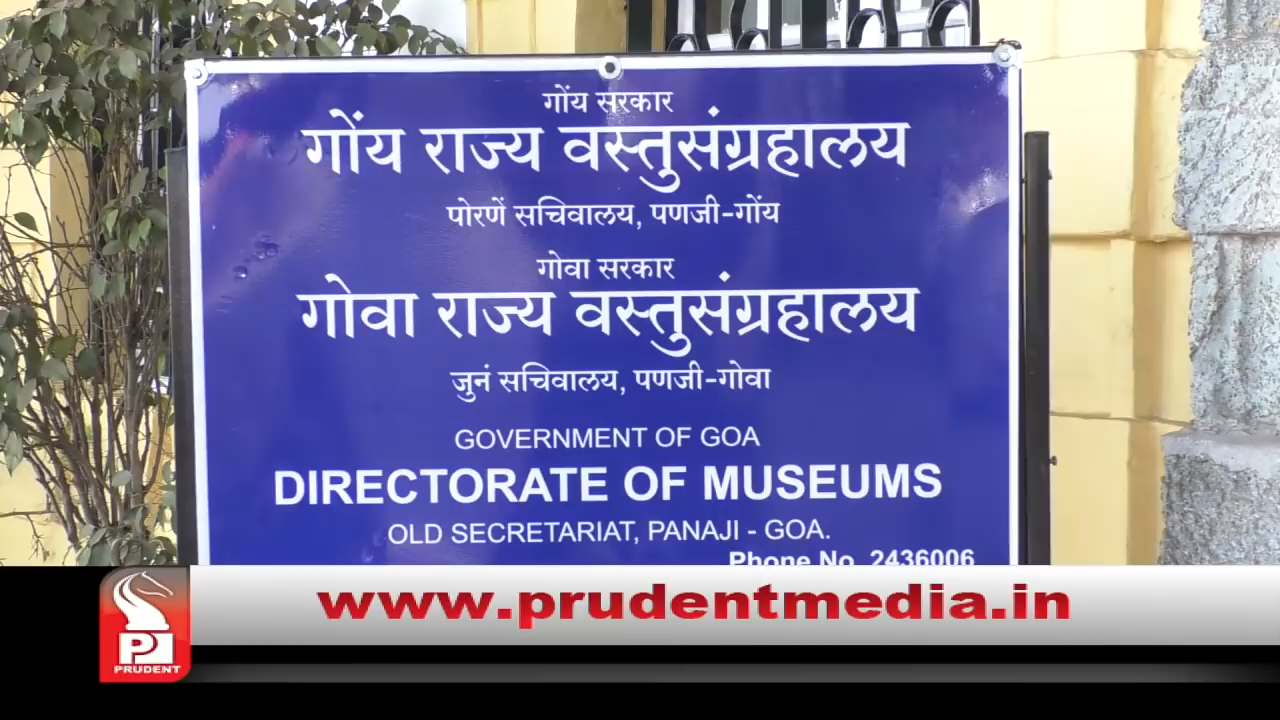 गोंय सरकार
गोंय राज्य वस्तुसंग्रहालय
पोरणें सचिवालय, पणजी-गोंय
गोवा सरकार
गोवा राज्य वस्तुसंग्रहालय
जुनं सचिवालय, पणजी-गोवा
GOVERNMENT OF GOA
DIRECTORATE OF MUSEUMS
OLD SECRETARIAT, PANAJI - GOA.
Phone No. 2436006
www.prudentmedia.in
P
PRUDENT